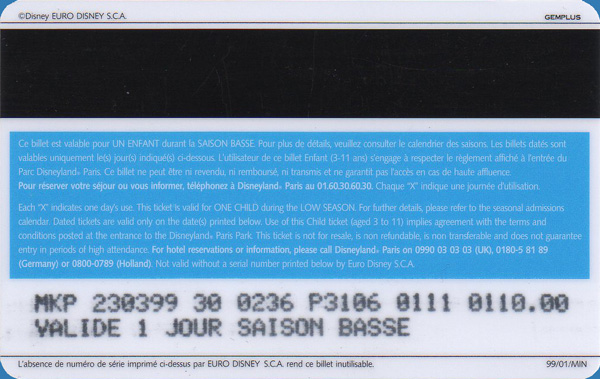 ©Disney EURO DISNEY S.C.A.
GEMPLUS
Ce billet est valable pour UN ENFANT durant la SAISON BASSE. Pour plus de détails, veuillez consulter le calendrier des saisons. Les billets datés sont
valables uniquement le(s) jour(s) indiqué(s) ci-dessous. L'utilisateur de ce billet Enfant (3-11 ans) s'engage à respecter le règlement affiché à l'entrée du
Parc Disneyland® Paris. Ce billet ne peut être ni revendu, ni remboursé, ni transmis et ne garantit pas l'accès en cas de haute affluence.
Pour réserver votre séjour ou vous informer, téléphonez à Disneyland® Paris au 01.60.30.60.30. Chaque "X" indique une journée d'utilisation.
Each "X" indicates one day's use. This ticket is valid for ONE CHILD during the LOW SEASON. For further details, please refer to the seasonal admissions
calendar. Dated tickets are valid only on the date(s) printed below. Use of this Child ticket (aged 3 to 11) implies agreement with the terms and
conditions posted at the entrance to the Disneyland® Paris Park. This ticket is not for resale, is non refundable, is non transferable and does not guarantee
entry in periods of high attendance. For hotel reservations or information, please call Disneyland® Paris on 0990 03 03 03 (UK), 0180-5 81 89
(Germany) or 0800-0789 (Holland). Not valid without a serial number printed below by Euro Disney S.C.A.
MKP 230399 30 0236 P3106 0111 0110.00
VALIDE 1 JOUR SAISON BASSE
L'absence de numéro de série imprimé ci-dessus par EURO DISNEY S.C.A. rend ce billet inutilisable.
99/01/MIN